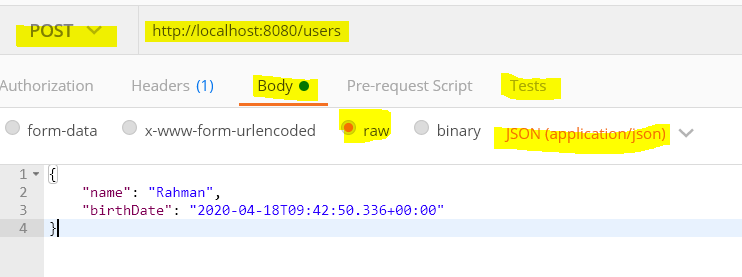 POST http://localhost:8080/users
Authorization Headers (1) Body Pre-request Script Tests
form-data x-www-form-urlencoded raw binary JSON (application/json)
1 {
2 "name": "Rahman",
3 "birthDate": "2020-04-18T09:42:50.336+00:00"
4 }